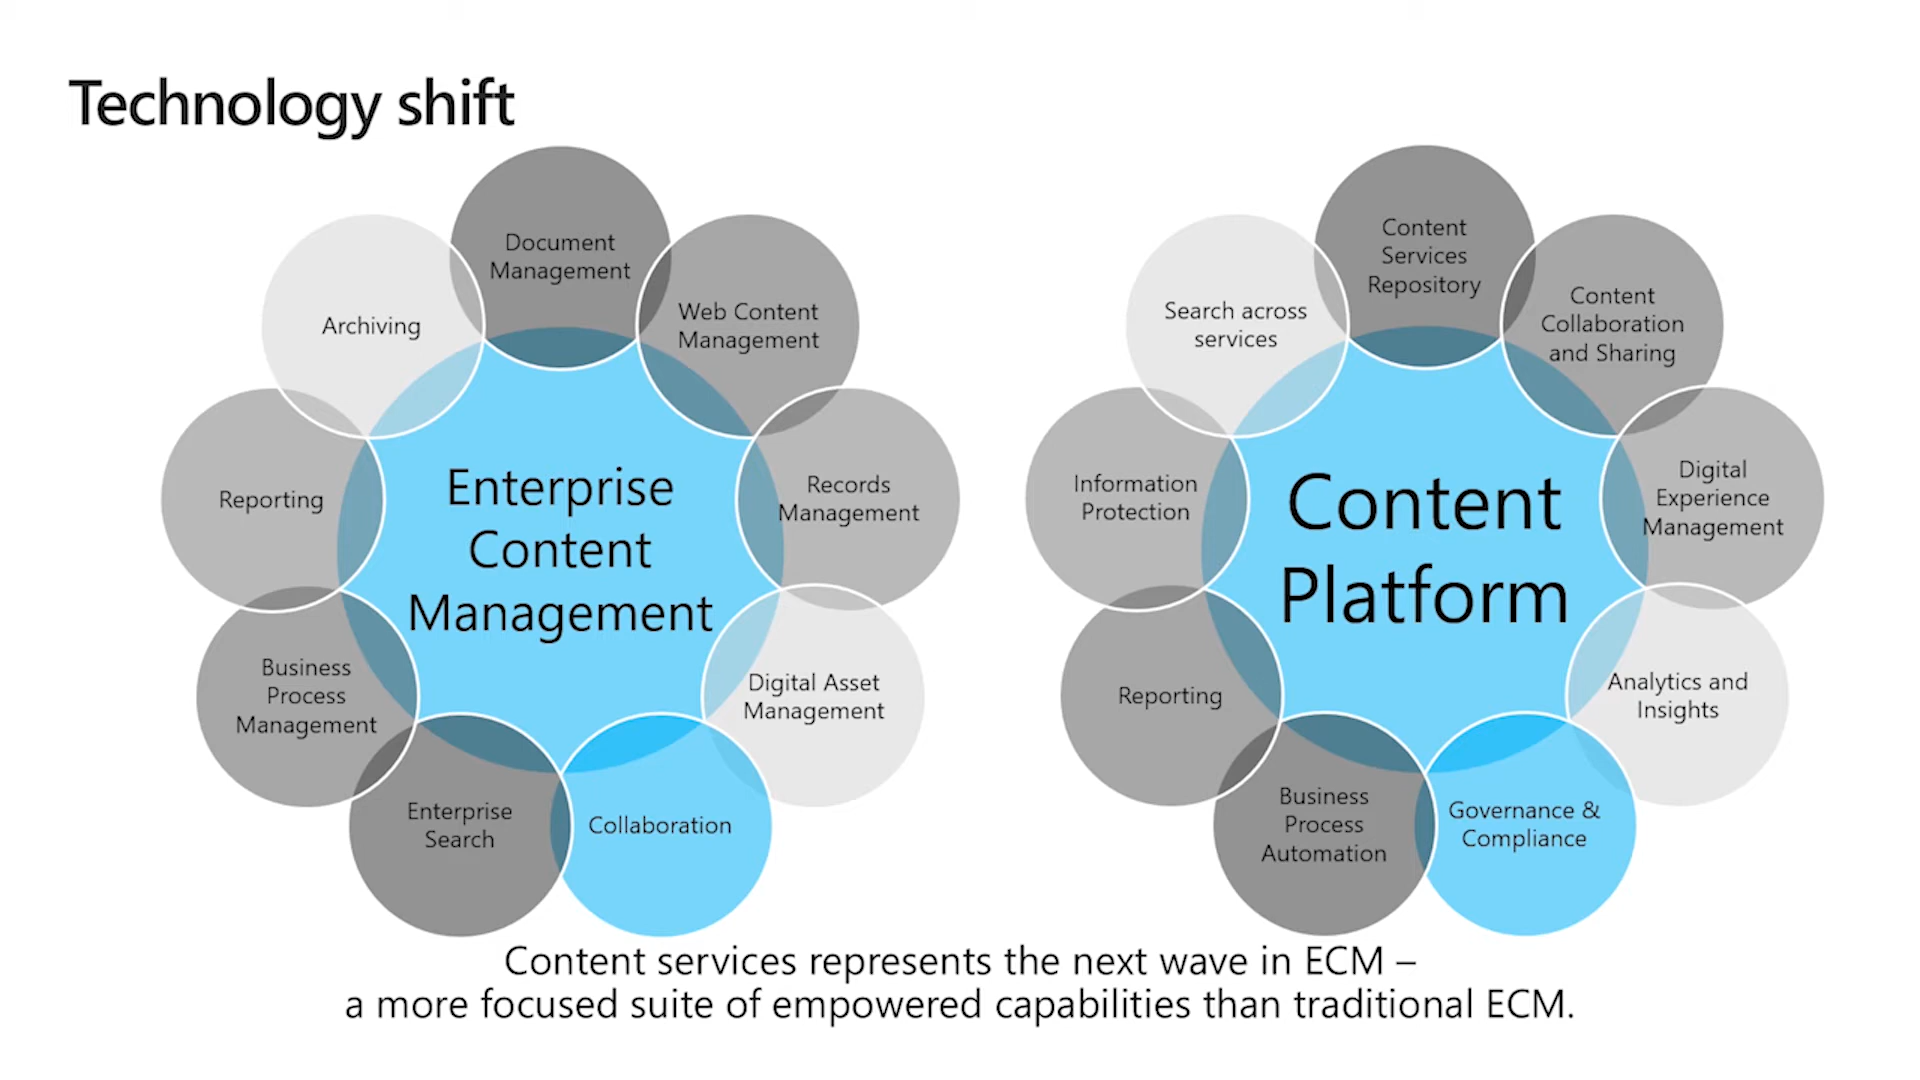 Technology shift
Document
Management
Web Content
Management
Records
Management
Digital Asset
Management
Collaboration
Enterprise
Search
Business
Process
Management
Reporting
Archiving
Enterprise
Content
Management
Content
Services
Repository
Content
Collaboration
and Sharing
Digital
Experience
Management
Analytics and
Insights
Governance &
Compliance
Business
Process
Automation
Reporting
Information
Protection
Search across
services
Content
Platform
Content services represents the next wave in ECM –
a more focused suite of empowered capabilities than traditional ECM.